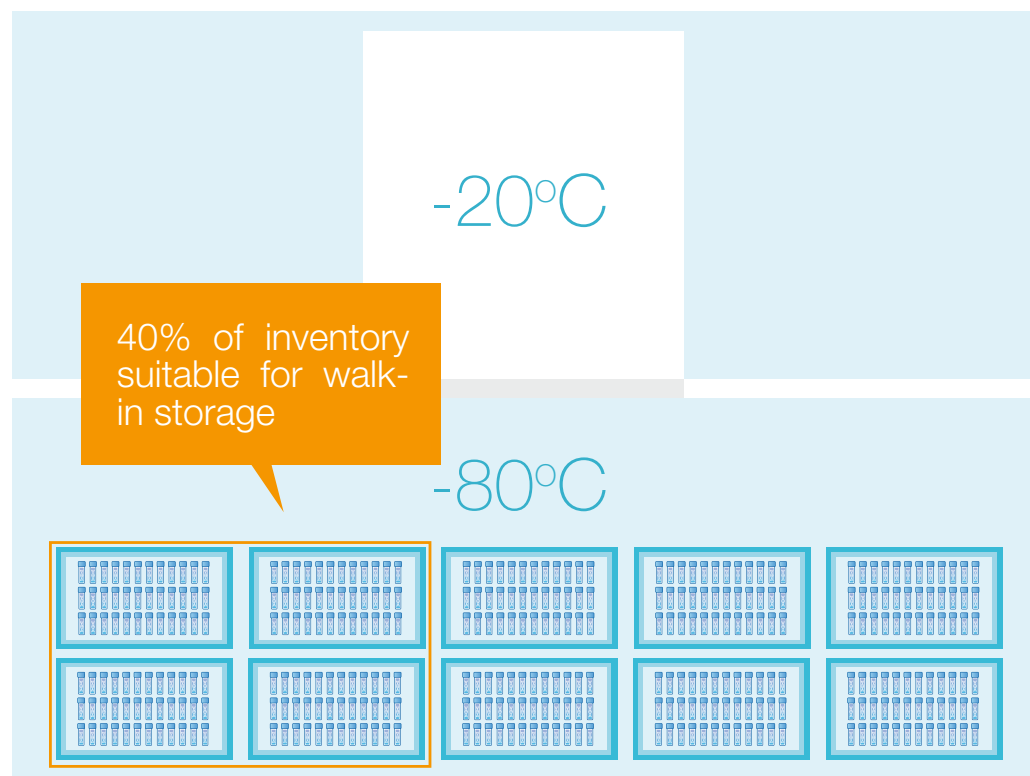 -20°C
40% of inventory
suitable for walk-
in storage
-80°C